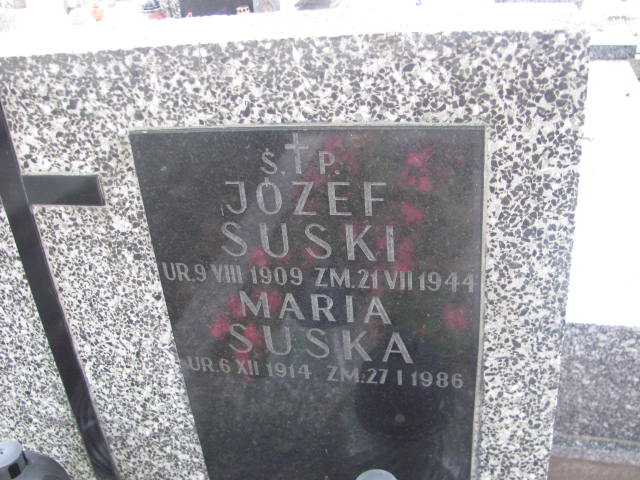 Ś.†P.
JÓZEF
SUSKI
UR.9 VIII 1909 ZM.21 VII 1944
MARIA
SUSKA
UR.6 XII 1914 ZM.27 I 1986